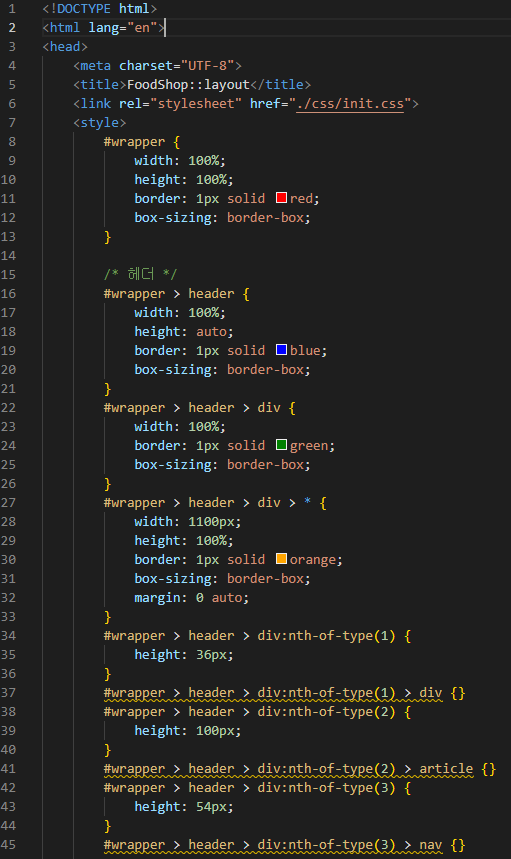 1 <!DOCTYPE html>
2 <html lang="en">
3 <head>
4     <meta charset="UTF-8">
5     <title>FoodShop::layout</title>
6     <link rel="stylesheet" href="./css/init.css">
7     <style>
8         #wrapper {
9             width: 100%;
10             height: 100%;
11             border: 1px solid red;
12             box-sizing: border-box;
13         }
14
15         /* 헤더 */
16         #wrapper > header {
17             width: 100%;
18             height: auto;
19             border: 1px solid blue;
20             box-sizing: border-box;
21         }
22         #wrapper > header > div {
23             width: 100%;
24             border: 1px solid green;
25             box-sizing: border-box;
26         }
27         #wrapper > header > div > * {
28             width: 1100px;
29             height: 100%;
30             border: 1px solid orange;
31             box-sizing: border-box;
32             margin: 0 auto;
33         }
34         #wrapper > header > div:nth-of-type(1) {
35             height: 36px;
36         }
37         #wrapper > header > div:nth-of-type(1) > div {}
38         #wrapper > header > div:nth-of-type(2) {
39             height: 100px;
40         }
41         #wrapper > header > div:nth-of-type(2) > article {}
42         #wrapper > header > div:nth-of-type(3) {
43             height: 54px;
44         }
45         #wrapper > header > div:nth-of-type(3) > nav {}